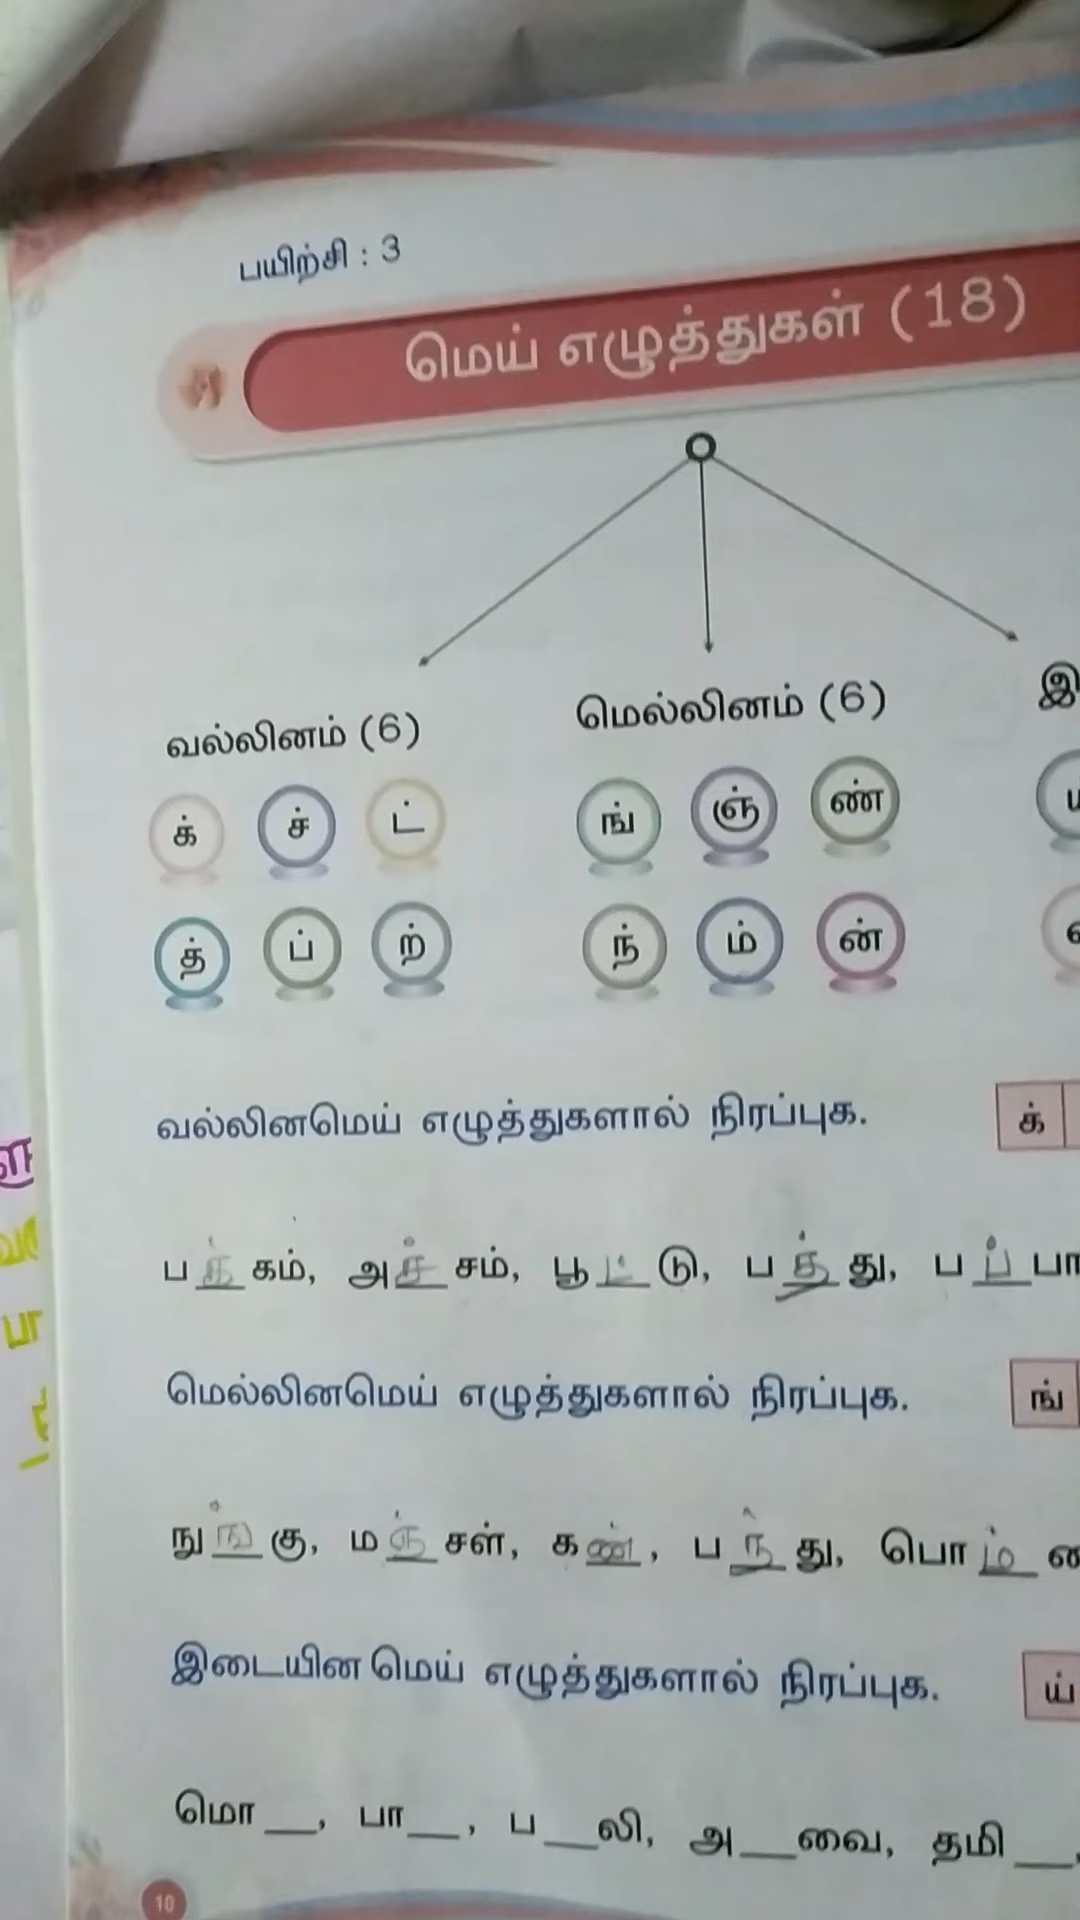 பயிற்சி : 3
மெய் எழுத்துகள் (18)
வல்லினம் (6) மெல்லினம் (6)
க் ச் ட் ங் ஞ் ண்
த் ப் ற் ந் ம் ன்
வல்லினமெய் எழுத்துகளால் நிரப்புக. க்
பக்கம், அச்சம், பூட்டு, பத்து, பப்பா
மெல்லினமெய் எழுத்துகளால் நிரப்புக. ங்
நுங்கு, மஞ்சள், கண், பந்து, பொம்
இடையின மெய் எழுத்துகளால் நிரப்புக. ய்
மொ__, பா__, ப__லி, அ__வை, தமி__,
10